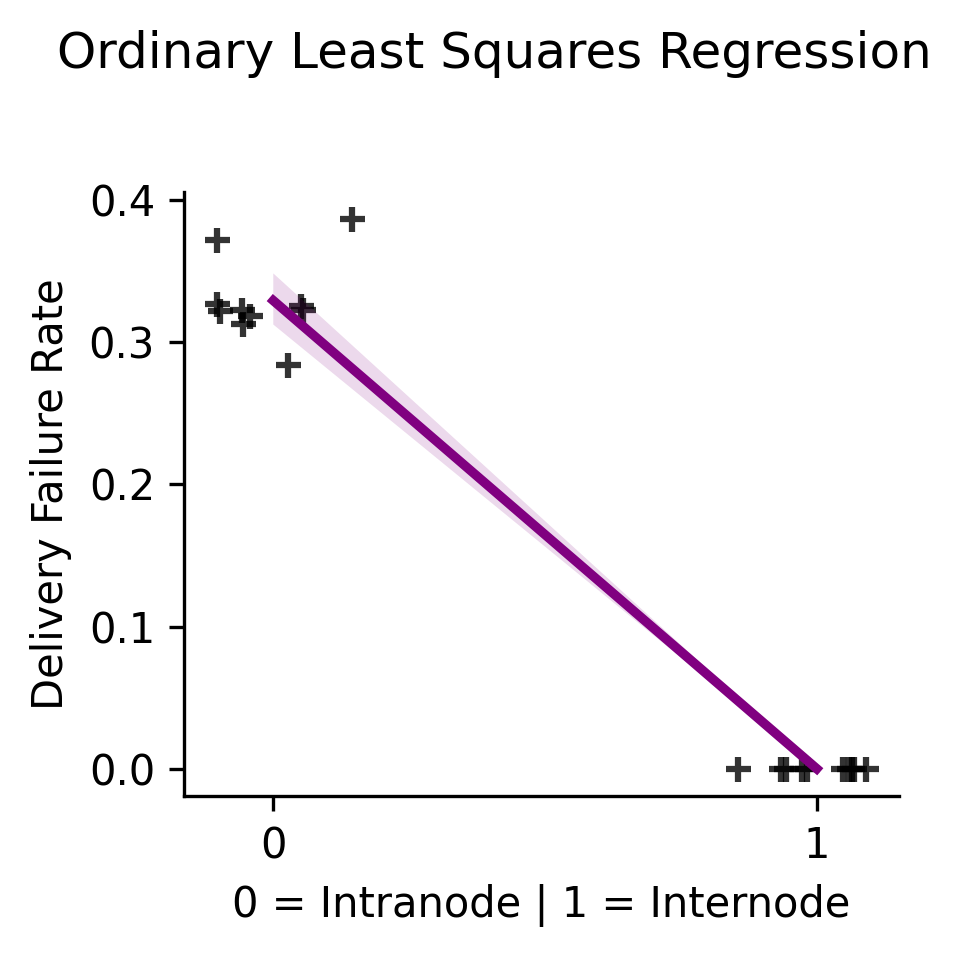 Ordinary Least Squares Regression
Delivery Failure Rate
0.4
0.3
0.2
0.1
0.0
0 1
0 = Intranode | 1 = Internode